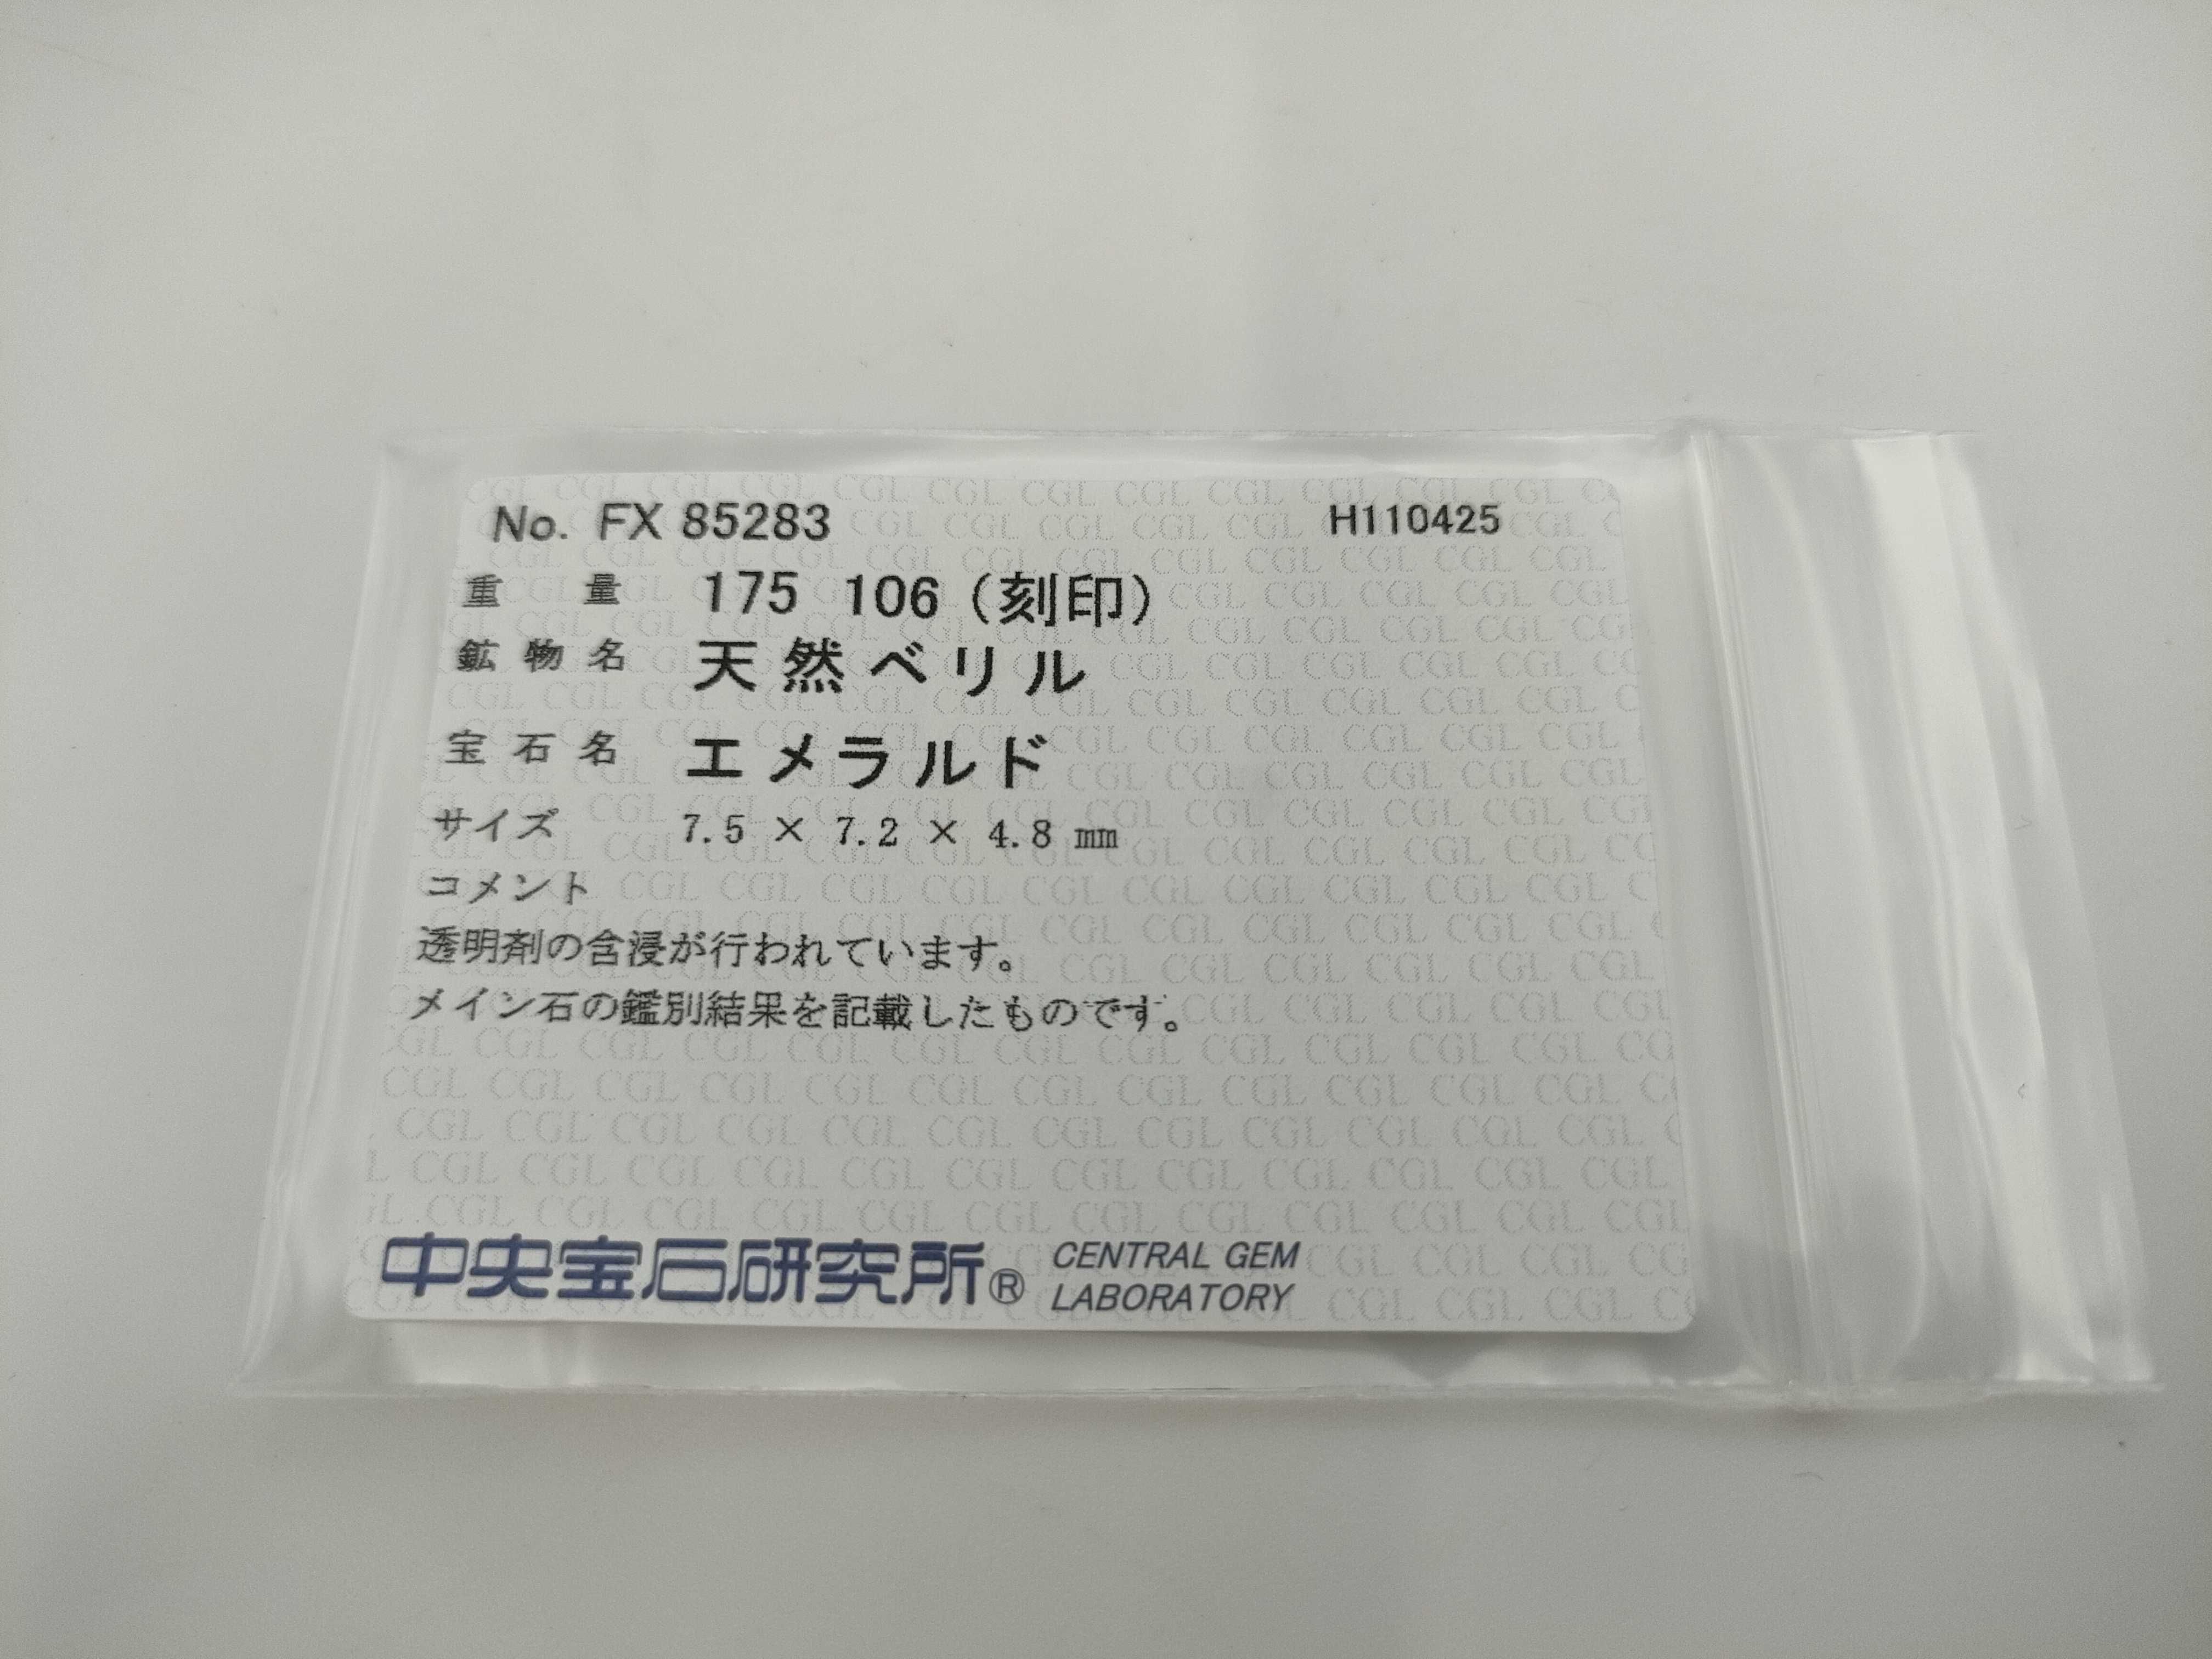 No. FX 85283 H110425
重量 175 106 (刻印)
鉱物名 天然ベリル
宝石名 エメラルド
サイズ 7.5 × 7.2 × 4.8 ㎜
コメント
透明剤の含浸が行われています。
メイン石の鑑別結果を記載したものです。
中央宝石研究所® CENTRAL GEM
LABORATORY